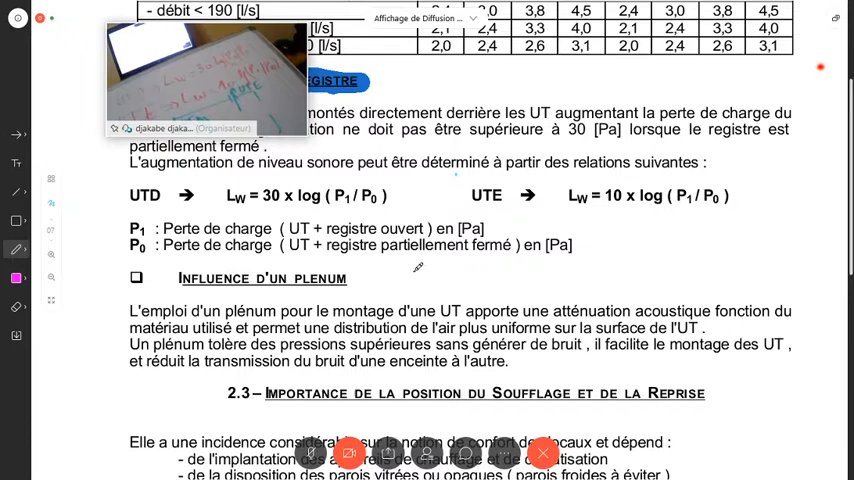 - débit < 190 [l/s] 3,0 3,8 4,5 2,4 3,0 3,8 4,5
Affichage de Diffusion ...
[l/s] 2,1 2,4 3,3 4,0 2,1 2,4 3,3 4,0
[l/s] 2,0 2,4 2,6 3,1 2,0 2,4 2,6 3,1
REGISTRE
montés directement derrière les UT augmentant la perte de charge du
ne doit pas être supérieure à 30 [Pa] lorsque le registre est
partiellement fermé .
L'augmentation de niveau sonore peut être déterminé à partir des relations suivantes :
djakabe djaka... (Organisateur)
UTD ➔ LW = 30 x log ( P1 / P0 ) UTE ➔ LW = 10 x log ( P1 / P0 )
P1 : Perte de charge ( UT + registre ouvert ) en [Pa]
P0 : Perte de charge ( UT + registre partiellement fermé ) en [Pa]
INFLUENCE D'UN PLENUM
L'emploi d'un plénum pour le montage d'une UT apporte une atténuation acoustique fonction du
matériau utilisé et permet une distribution de l'air plus uniforme sur la surface de l'UT .
Un plénum tolère des pressions supérieures sans générer de bruit , il facilite le montage des UT ,
et réduit la transmission du bruit d'une enceinte à l'autre.
2.3 – IMPORTANCE DE LA POSITION DU SOUFFLAGE ET DE LA REPRISE
Elle a une incidence considérable sur la notion de confort des locaux et dépend :
- de l'implantation des appareils de chauffage et de climatisation
- de la disposition des parois vitrées ou opaques ( parois froides à éviter )
07